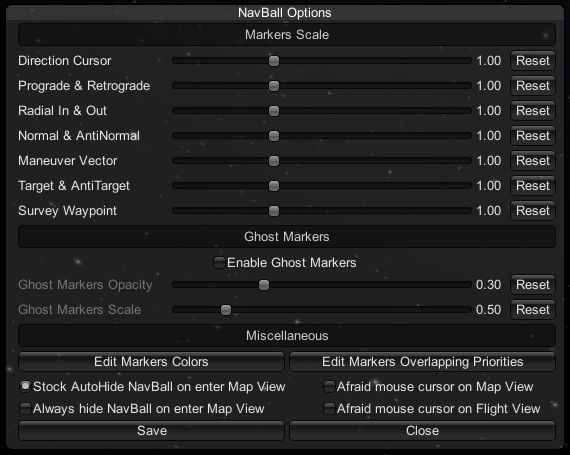 NavBall Options
Markers Scale
Direction Cursor 1.00 Reset
Prograde & Retrograde 1.00 Reset
Radial In & Out 1.00 Reset
Normal & AntiNormal 1.00 Reset
Maneuver Vector 1.00 Reset
Target & AntiTarget 1.00 Reset
Survey Waypoint 1.00 Reset
Ghost Markers
Enable Ghost Markers
Ghost Markers Opacity 0.30 Reset
Ghost Markers Scale 0.50 Reset
Miscellaneous
Edit Markers Colors Edit Markers Overlapping Priorities
Stock AutoHide NavBall on enter Map View Afraid mouse cursor on Map View
Always hide NavBall on enter Map View Afraid mouse cursor on Flight View
Save Close